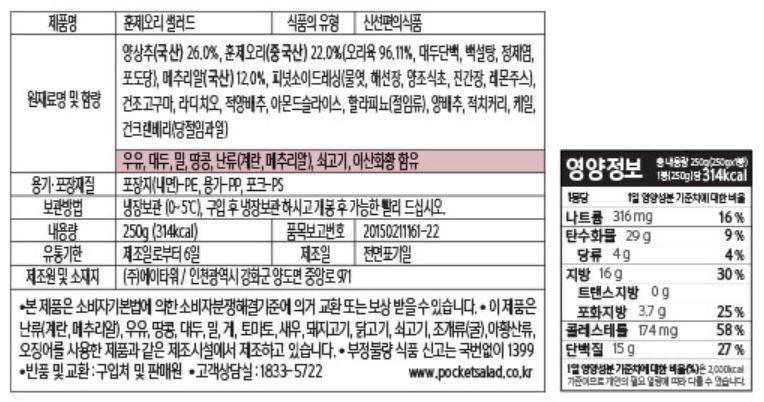 제품명 훈제오리 샐러드 식품의 유형 신선편의식품
원재료명 및 함량
양상추(국산) 26.0%, 훈제오리(중국산) 22.0%(오리육 96.11%, 대두단백, 백설탕, 정제염,
포도당), 메추리알(국산) 12.0%, 피넛소이드레싱(물엿, 해선장, 양조식초, 진간장, 레몬주스),
건조고구마, 라디치오, 적양배추, 아몬드슬라이스, 할라피뇨(절임류), 양배추, 적치커리, 케일,
건크랜베리(당절임과일)
우유, 대두, 밀, 땅콩, 난류(계란, 메추리알), 쇠고기, 이산화황 함유
용기·포장재질 포장지(내면)-PE, 용기-PP, 포크-PS
보관방법 냉장보관 (0~5℃), 구입 후 냉장보관 하시고 개봉 후 가능한 빨리 드십시오.
내용량 250g (314kcal) 품목보고번호 20150211161-22
유통기한 제조일로부터 6일 제조일 전면표기일
제조원 및 소재지 (주)에이타워 / 인천광역시 강화군 양도면 중앙로 971
•본 제품은 소비자기본법에 의한 소비자분쟁해결기준에 의거 교환 또는 보상 받을 수 있습니다. • 이 제품은
난류(계란, 메추리알), 우유, 땅콩, 대두, 밀, 게, 토마토, 새우, 돼지고기, 닭고기, 쇠고기, 조개류(굴), 아황산류,
오징어를 사용한 제품과 같은 제조시설에서 제조하고 있습니다. • 부정불량 식품 신고는 국번없이 1399
•반품 및 교환 : 구입처 및 판매원 •고객상담실 : 1833-5722 www.pocketsalad.co.kr
영양정보
총 내용량 250g(250gx1봉)
1봉(250g)당 314kcal
1봉당 1일 영양성분 기준치에 대한 비율
나트륨 316 mg 16 %
탄수화물 29 g 9 %
당류 4 g 4 %
지방 16 g 30 %
트랜스지방 0 g
포화지방 3.7 g 25 %
콜레스테롤 174 mg 58 %
단백질 15 g 27 %
1일 영양성분 기준치에 대한 비율(%)은 2,000kcal
기준이므로 개인의 필요 열량에 따라 다를 수 있습니다.